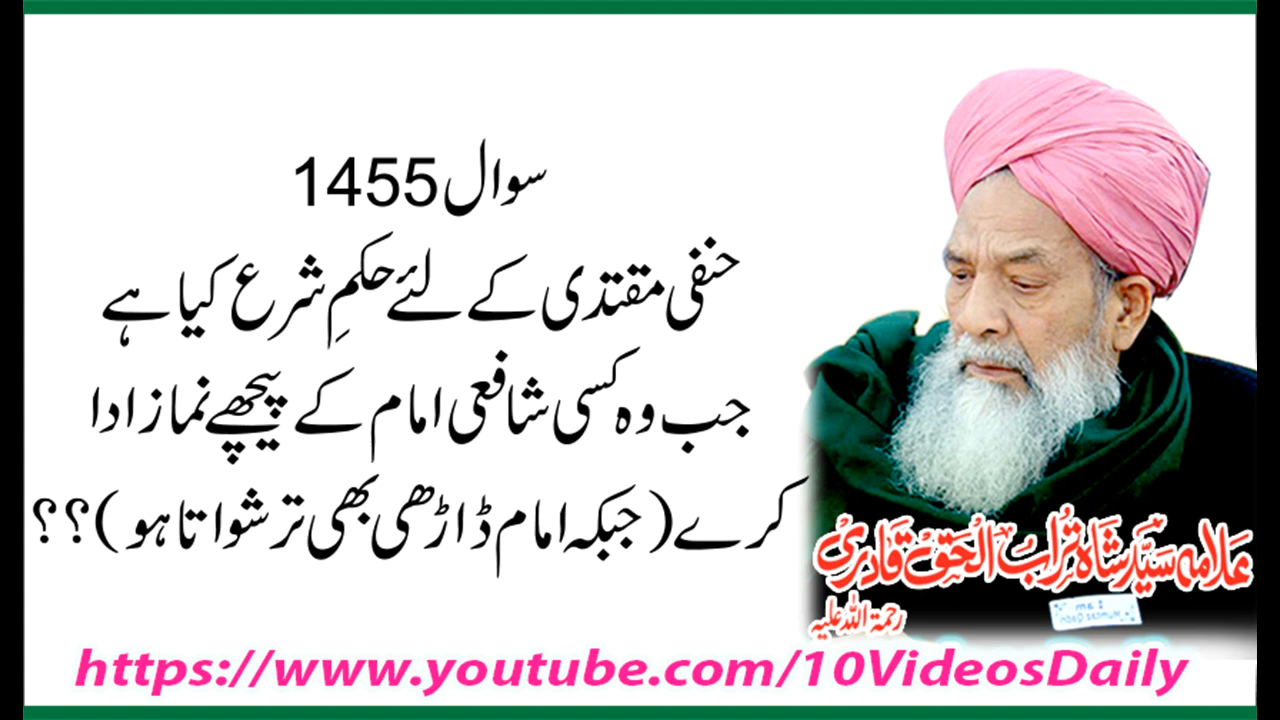 سوال 1455
حنفی مقتدی کے لئے حکمِ شرع کیا ہے
جب وہ کسی شافعی امام کے پیچھے نماز ادا
کرے (جبکہ امام ڈاڑھی بھی ترشواتا ہو)؟؟
علامہ سیّد شاہ تراب الحق قادری
رحمۃ اللہ علیہ
https://www.youtube.com/10VideosDaily